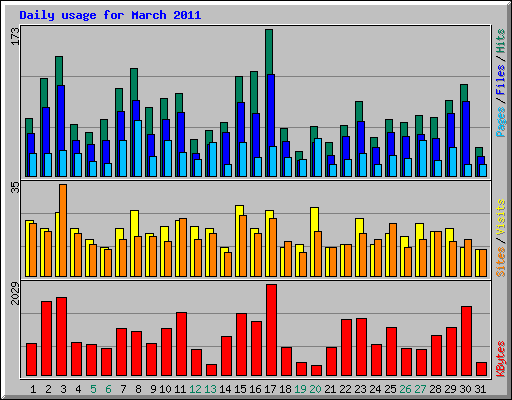 Daily usage for March 2011
173
Pages / Files / Hits
35
Sites / Visits
2029
KBytes
1 2 3 4 5 6 7 8 9 10 11 12 13 14 15 16 17 18 19 20 21 22 23 24 25 26 27 28 29 30 31